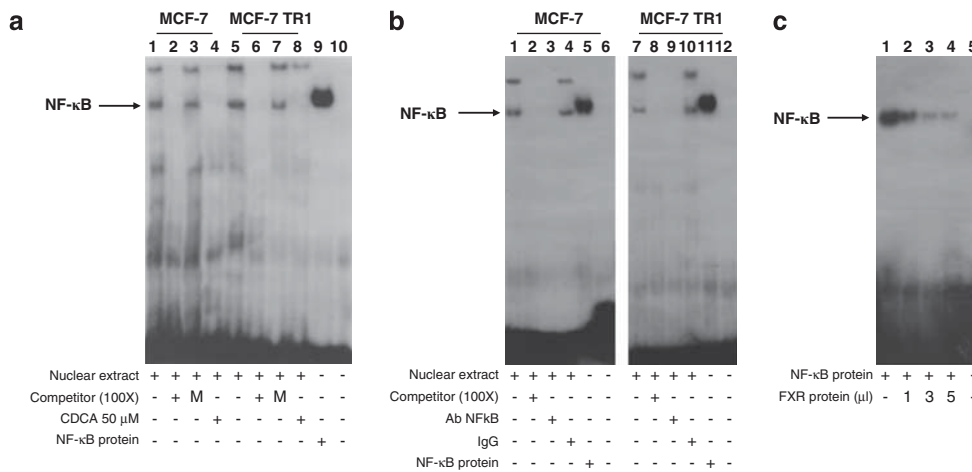 a
MCF-7 MCF-7 TR1
1 2 3 4 5 6 7 8 9 10
NF-κB
Nuclear extract + + + + + + + + - -
Competitor (100X) - + M - - + M - - -
CDCA 50 μM - - - + - - - + - -
NF-κB protein - - - - - - - - + -
b
MCF-7 MCF-7 TR1
1 2 3 4 5 6 7 8 9 10 11 12
NF-κB
Nuclear extract + + + + - - + + + + - -
Competitor (100X) - + - - - - - + - - - -
Ab NFkB - - + - - - - - + - - -
IgG - - - + - - - - - + - -
NF-κB protein - - - - + - - - - - + -
c
1 2 3 4 5
NF-κB
NF-κB protein + + + + -
FXR protein (μl) - 1 3 5 -